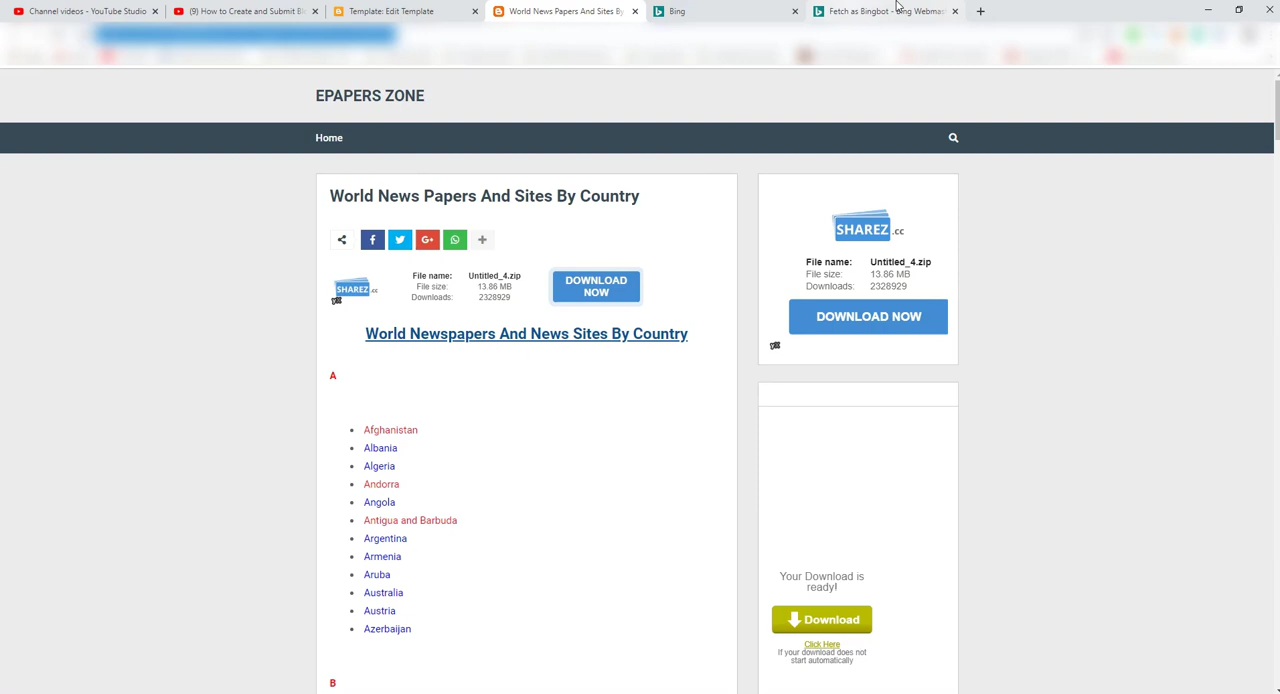 Channel videos - YouTube Studio
(9) How to Create and Submit Bl
Template: Edit Template
World News Papers And Sites By
Bing
Fetch as Bingbot - Bing Webmast
EPAPERS ZONE
Home
World News Papers And Sites By Country
SHAREZ.cc
File name: Untitled_4.zip
File size: 13.86 MB
Downloads: 2328929
DOWNLOAD NOW
World Newspapers And News Sites By Country
A
Afghanistan
Albania
Algeria
Andorra
Angola
Antigua and Barbuda
Argentina
Armenia
Aruba
Australia
Austria
Azerbaijan
B
SHAREZ.cc
File name: Untitled_4.zip
File size: 13.86 MB
Downloads: 2328929
DOWNLOAD NOW
Your Download is
ready!
Download
Click Here
If your download does not
start automatically